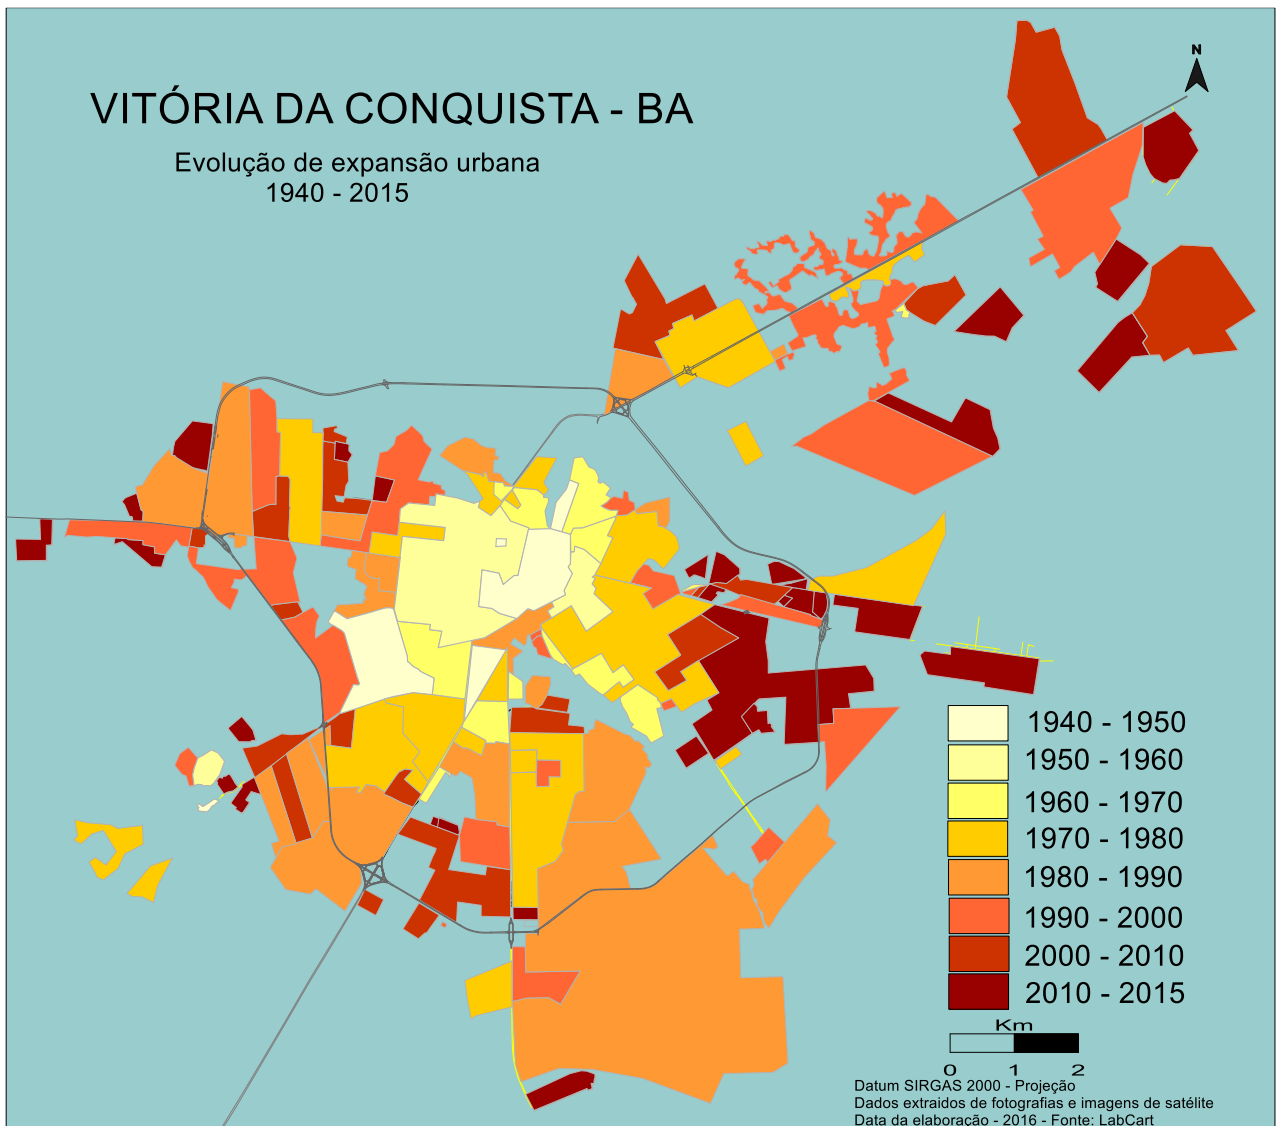 N
VITÓRIA DA CONQUISTA - BA
Evolução de expansão urbana
1940 - 2015
1940 - 1950
1950 - 1960
1960 - 1970
1970 - 1980
1980 - 1990
1990 - 2000
2000 - 2010
2010 - 2015
Km
0 1 2
Datum SIRGAS 2000 - Projeção
Dados extraidos de fotografias e imagens de satélite
Data da elaboração - 2016 - Fonte: LabCart